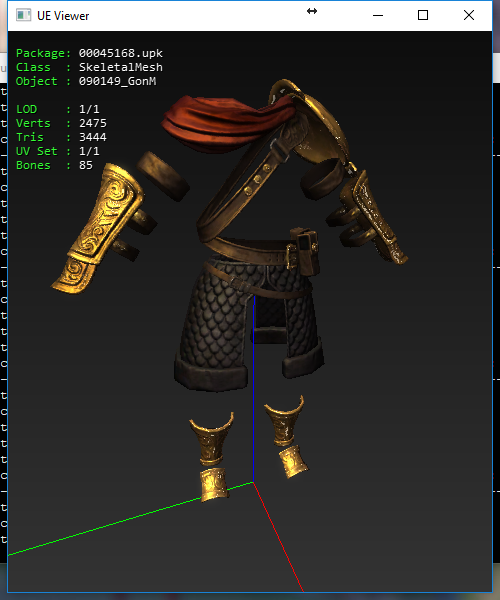 UE Viewer
Package: 00045168.upk
Class : SkeletalMesh
Object : 090149_GonM
LOD : 1/1
Verts : 2475
Tris : 3444
UV Set : 1/1
Bones : 85